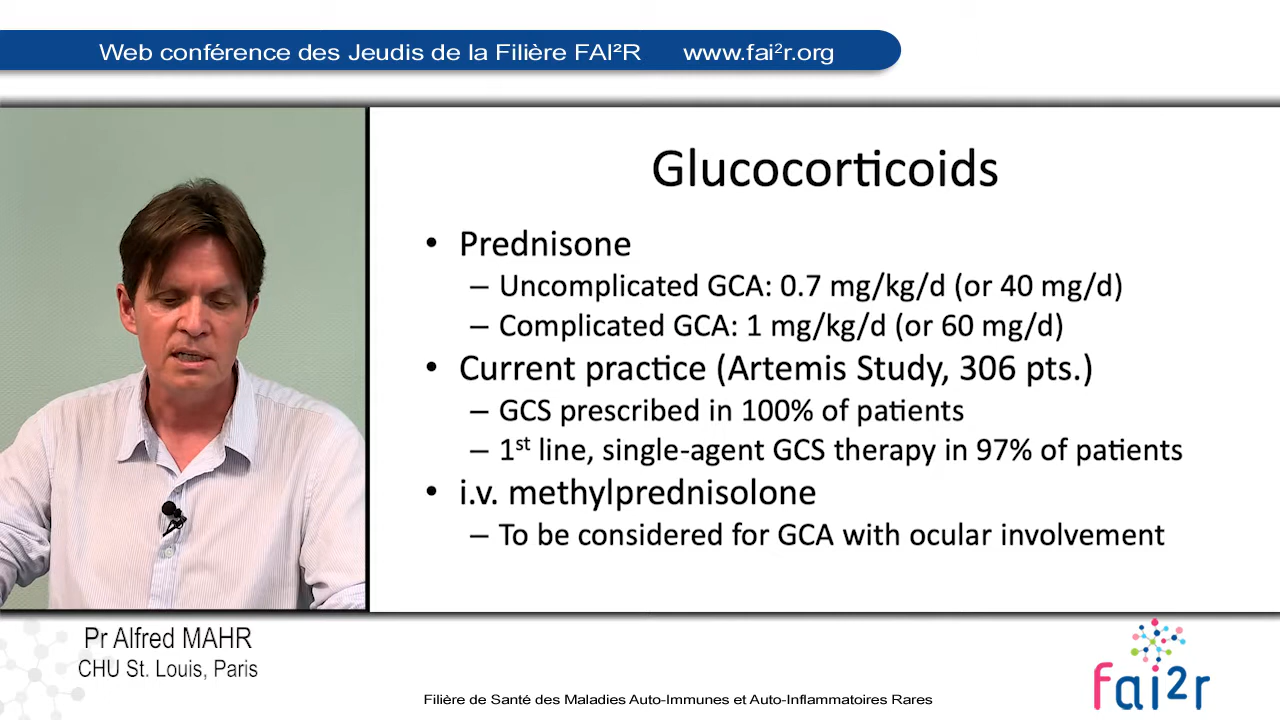 Web conférence des Jeudis de la Filière FAI²R www.fai²r.org
Glucocorticoids
• Prednisone
– Uncomplicated GCA: 0.7 mg/kg/d (or 40 mg/d)
– Complicated GCA: 1 mg/kg/d (or 60 mg/d)
• Current practice (Artemis Study, 306 pts.)
– GCS prescribed in 100% of patients
– 1st line, single-agent GCS therapy in 97% of patients
• i.v. methylprednisolone
– To be considered for GCA with ocular involvement
Pr Alfred MAHR
CHU St. Louis, Paris
Filière de Santé des Maladies Auto-Immunes et Auto-Inflammatoires Rares
fai2r